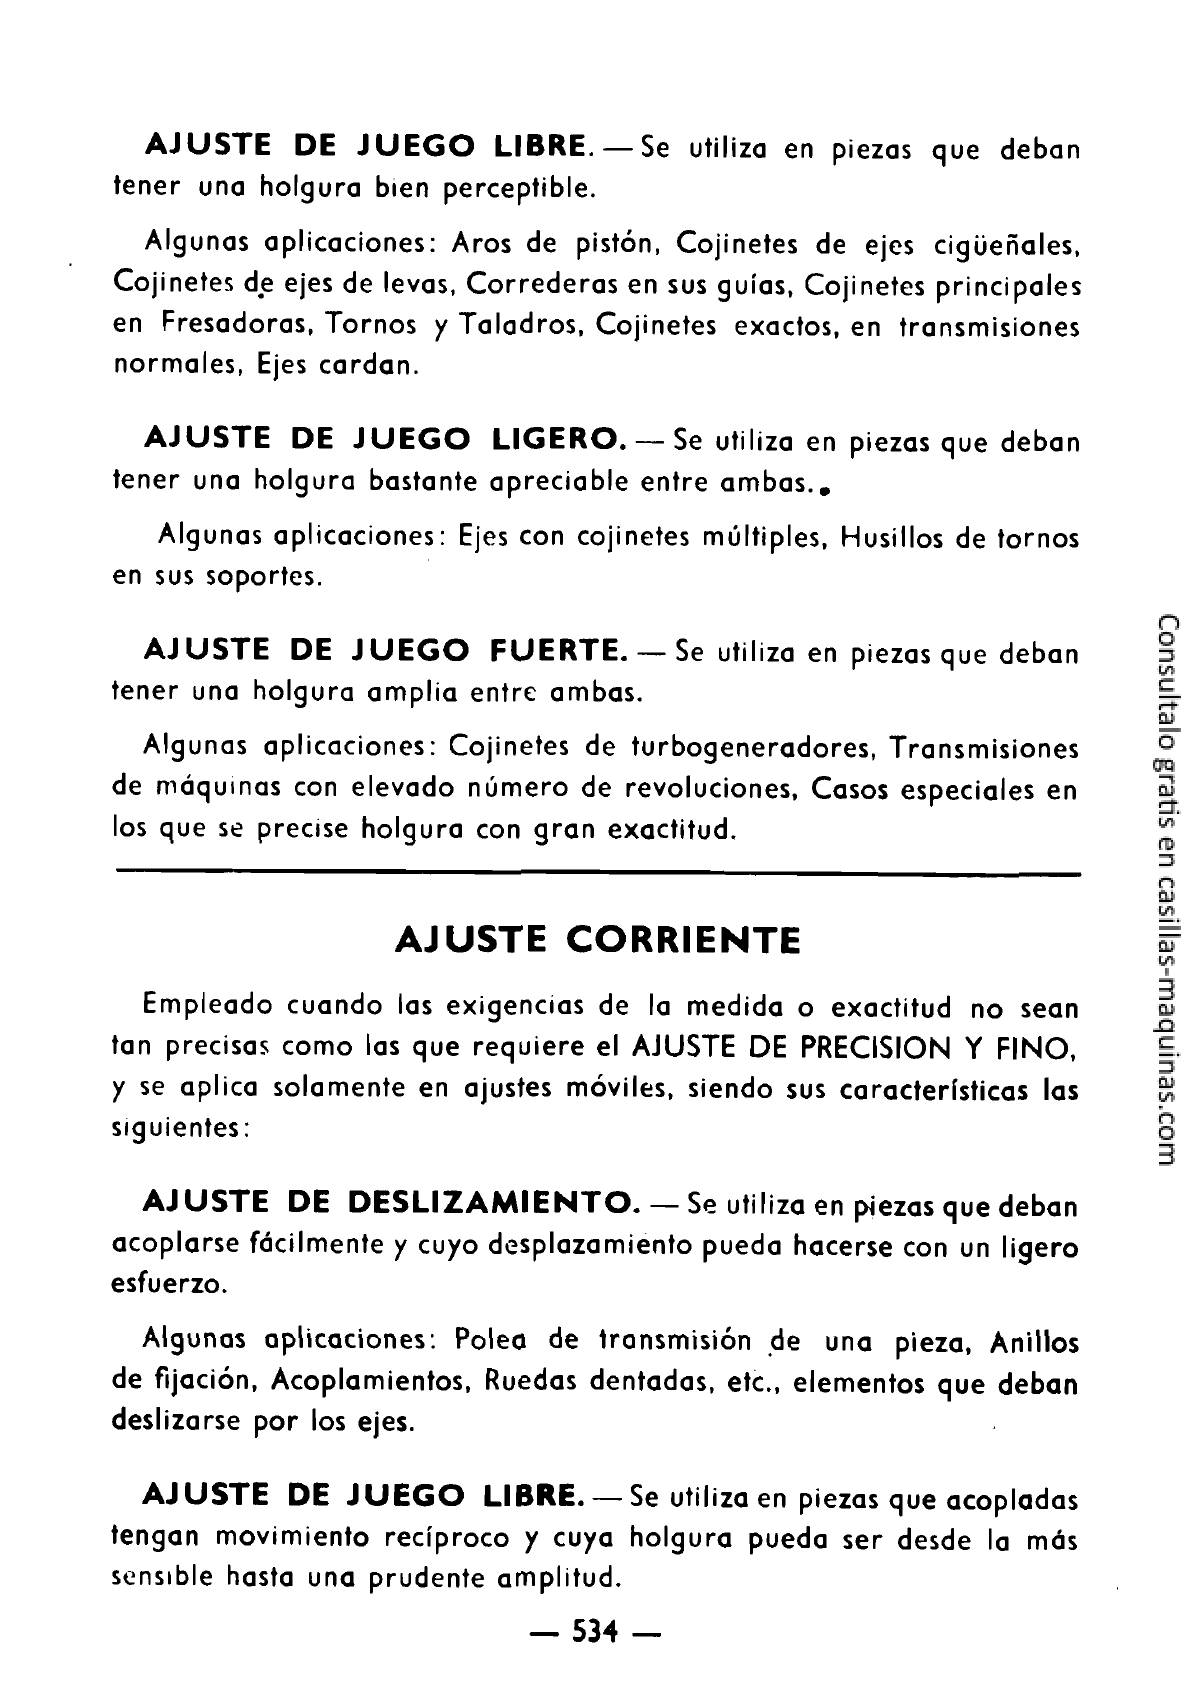 AJUSTE DE JUEGO LIBRE. — Se utiliza en piezas que deban
tener una holgura bien perceptible.
Algunas aplicaciones: Aros de pistón, Cojinetes de ejes cigüeñales,
Cojinetes de ejes de levas, Correderas en sus guías, Cojinetes principales
en Fresadoras, Tornos y Taladros, Cojinetes exactos, en transmisiones
normales, Ejes cardan.
AJUSTE DE JUEGO LIGERO. — Se utiliza en piezas que deban
tener una holgura bastante apreciable entre ambas..
Algunas aplicaciones: Ejes con cojinetes múltiples, Husillos de tornos
en sus soportes.
AJUSTE DE JUEGO FUERTE. — Se utiliza en piezas que deban
tener una holgura amplia entre ambas.
Algunas aplicaciones: Cojinetes de turbogeneradores, Transmisiones
de máquinas con elevado número de revoluciones, Casos especiales en
los que se precise holgura con gran exactitud.
AJUSTE CORRIENTE
Empleado cuando las exigencias de la medida o exactitud no sean
tan precisas como las que requiere el AJUSTE DE PRECISION Y FINO,
y se aplica solamente en ajustes móviles, siendo sus características las
siguientes:
AJUSTE DE DESLIZAMIENTO. — Se utiliza en piezas que deban
acoplarse fácilmente y cuyo desplazamiento pueda hacerse con un ligero
esfuerzo.
Algunas aplicaciones: Polea de transmisión de una pieza, Anillos
de fijación, Acoplamientos, Ruedas dentadas, etc., elementos que deban
deslizarse por los ejes.
AJUSTE DE JUEGO LIBRE. — Se utiliza en piezas que acopladas
tengan movimiento recíproco y cuya holgura pueda ser desde la más
sensible hasta una prudente amplitud.
— 534 —
Consultalo gratis en casillas-maquinas.com